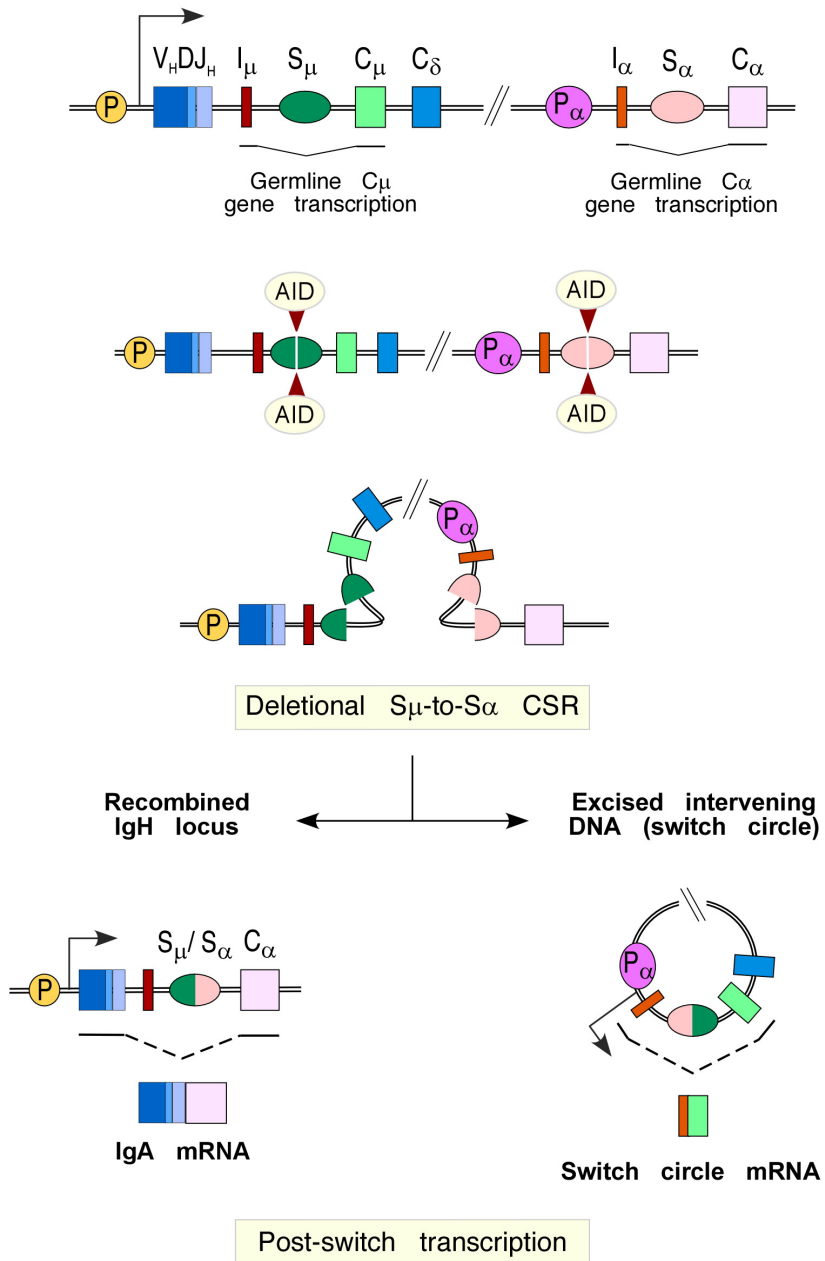 VHDJH Iμ Sμ Cμ Cδ Iα Sα Cα
P Pα
Germline Cμ
gene transcription
Germline Cα
gene transcription
AID AID
P Pα
AID AID
Pα
P
Deletional Sμ-to-Sα CSR
Recombined
IgH locus
Excised intervening
DNA (switch circle)
Sμ/Sα Cα
P
Pα
IgA mRNA
Switch circle mRNA
Post-switch transcription